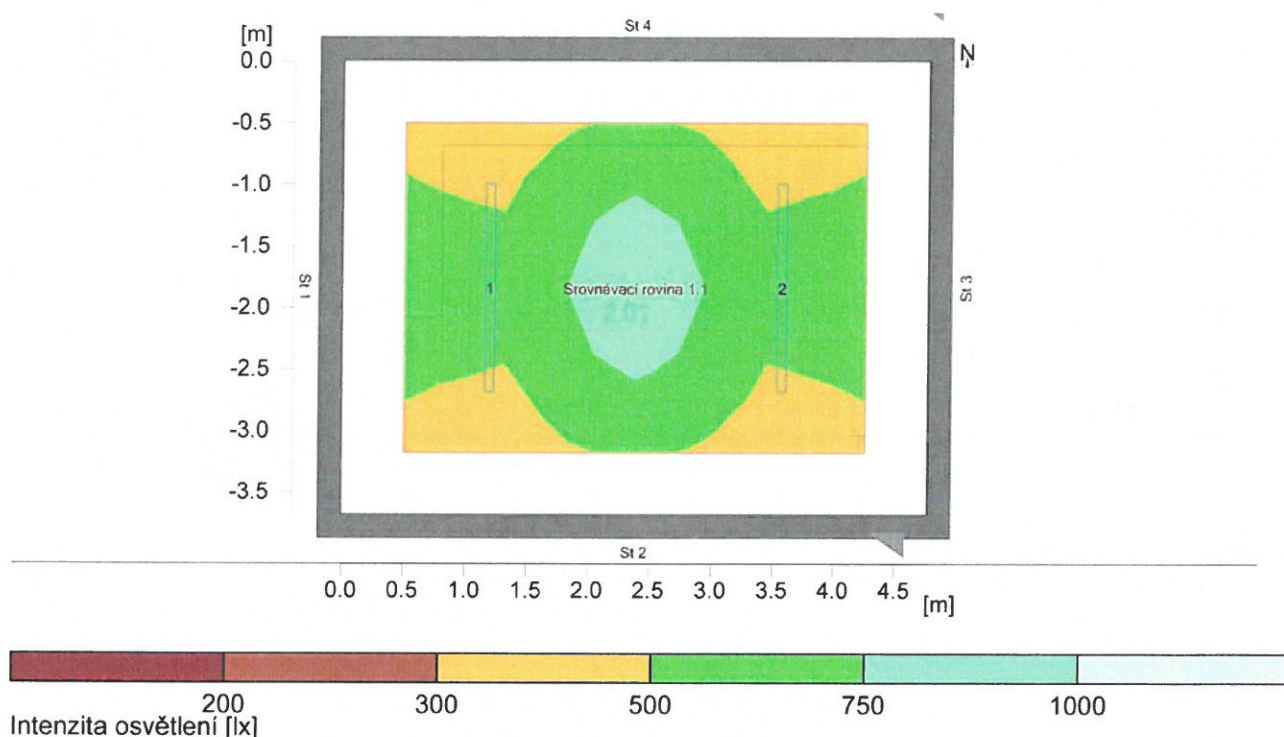 St 4
[m]
N
0.0
-0.5
-1.0
-1.5
-2.0
-2.5
-3.0
-3.5
St 1
1
Srovnávací rovina 1.1
2
St 3
St 2
0.0 0.5 1.0 1.5 2.0 2.5 3.0 3.5 4.0 4.5
[m]
200 300 500 750 1000
Intenzita osvětlení [lx]